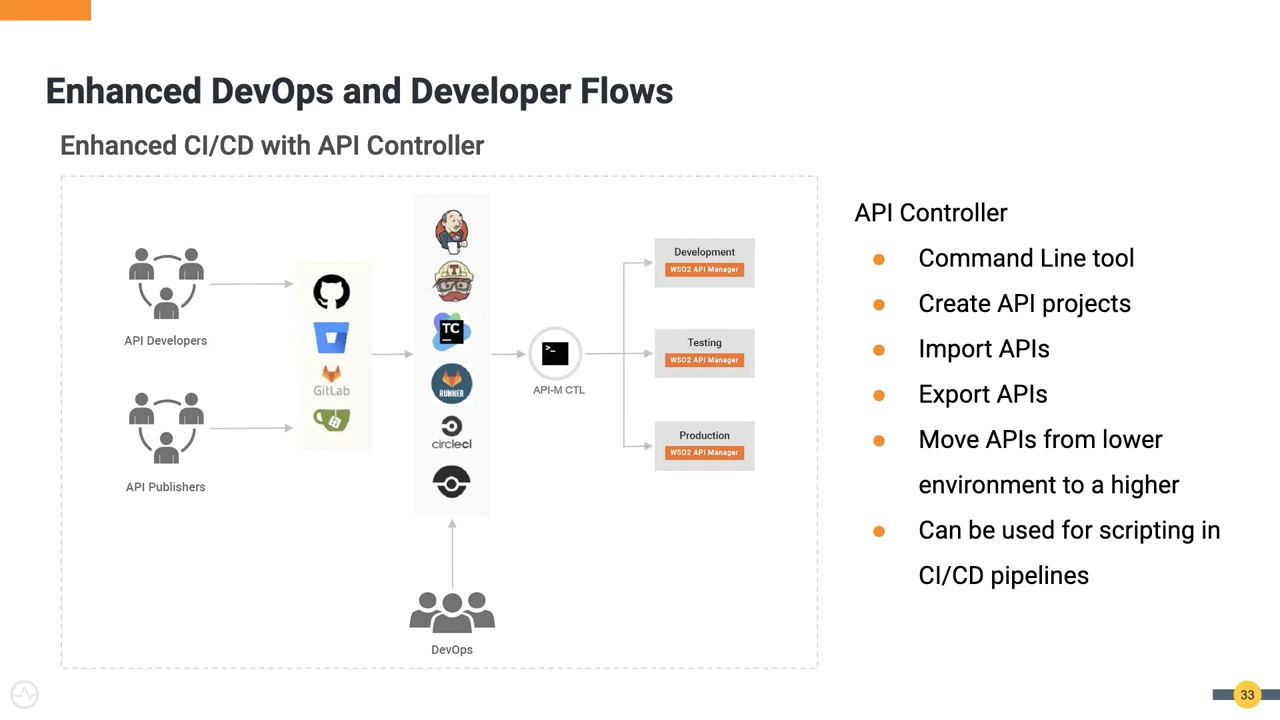 Enhanced DevOps and Developer Flows
Enhanced CI/CD with API Controller
API Developers
API Publishers
GitLab
T
TC
RUNNER
circleci
>_
API-M CTL
DevOps
Development
WSO2 API Manager
Testing
WSO2 API Manager
Production
WSO2 API Manager
API Controller
● Command Line tool
● Create API projects
● Import APIs
● Export APIs
● Move APIs from lower
environment to a higher
● Can be used for scripting in
CI/CD pipelines
33